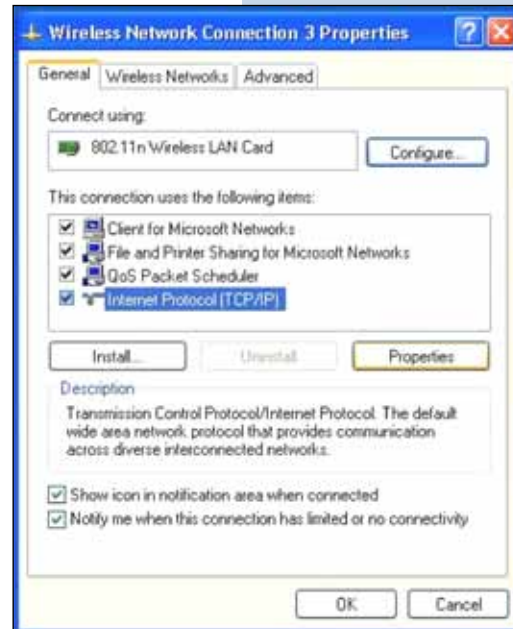 Wireless Network Connection 3 Properties
General Wireless Networks Advanced
Connect using:
802.11n Wireless LAN Card Configure...
This connection uses the following items:
Client for Microsoft Networks
File and Printer Sharing for Microsoft Networks
QoS Packet Scheduler
Internet Protocol (TCP/IP)
Install... Uninstall Properties
Description
Transmission Control Protocol/Internet Protocol. The default
wide area network protocol that provides communication
across diverse interconnected networks.
Show icon in notification area when connected
Notify me when this connection has limited or no connectivity
OK Cancel